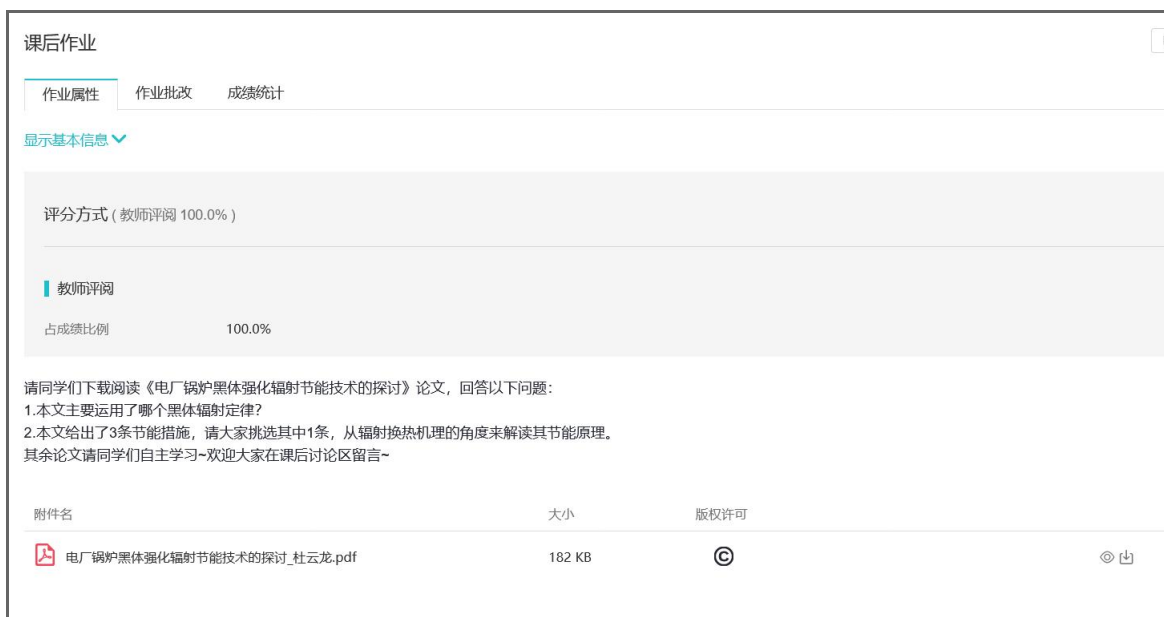 课后作业
作业属性 作业批改 成绩统计
显示基本信息
评分方式 ( 教师评阅 100.0% )
教师评阅
占成绩比例 100.0%
请同学们下载阅读《电厂锅炉黑体强化辐射节能技术的探讨》论文，回答以下问题：
1.本文主要运用了哪个黑体辐射定律？
2.本文给出了3条节能措施，请大家挑选其中1条，从辐射换热机理的角度来解读其节能原理。
其余论文请同学们自主学习~欢迎大家在课后讨论区留言~
附件名 大小 版权许可
电厂锅炉黑体强化辐射节能技术的探讨_杜云龙.pdf 182 KB ©